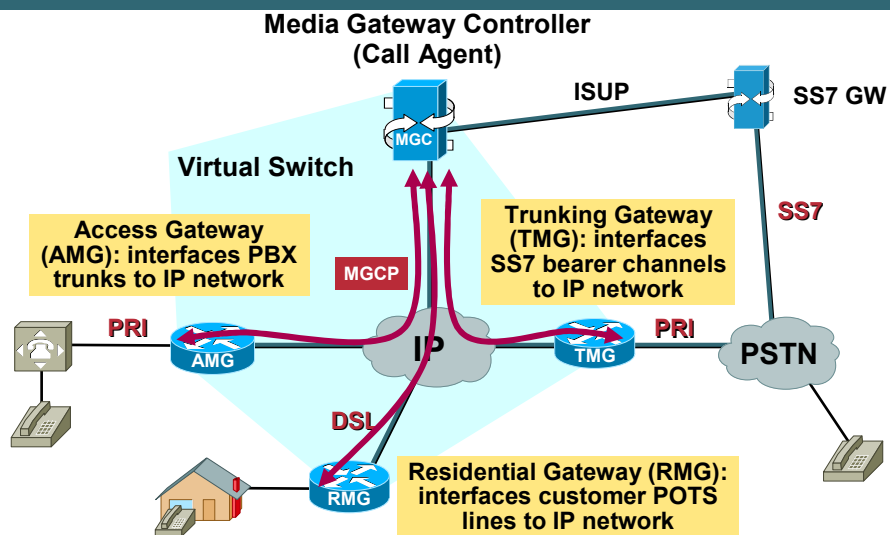 Media Gateway Controller
(Call Agent)
ISUP
SS7 GW
MGC
Virtual Switch
SS7
Access Gateway
(AMG): interfaces PBX
trunks to IP network
Trunking Gateway
(TMG): interfaces
SS7 bearer channels
to IP network
MGCP
PRI
AMG
IP
TMG
PRI
PSTN
DSL
RMG
Residential Gateway (RMG):
interfaces customer POTS
lines to IP network